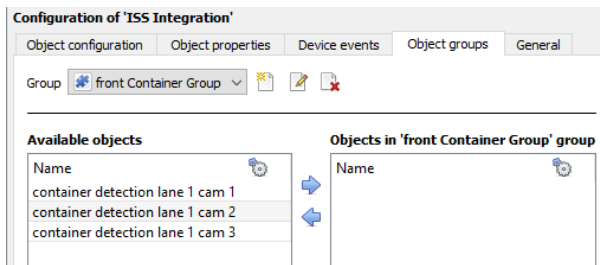 Configuration of 'ISS Integration'
Object configuration Object properties Device events Object groups General
Group front Container Group
Available objects Objects in 'front Container Group' group
Name Name
container detection lane 1 cam 1
container detection lane 1 cam 2
container detection lane 1 cam 3